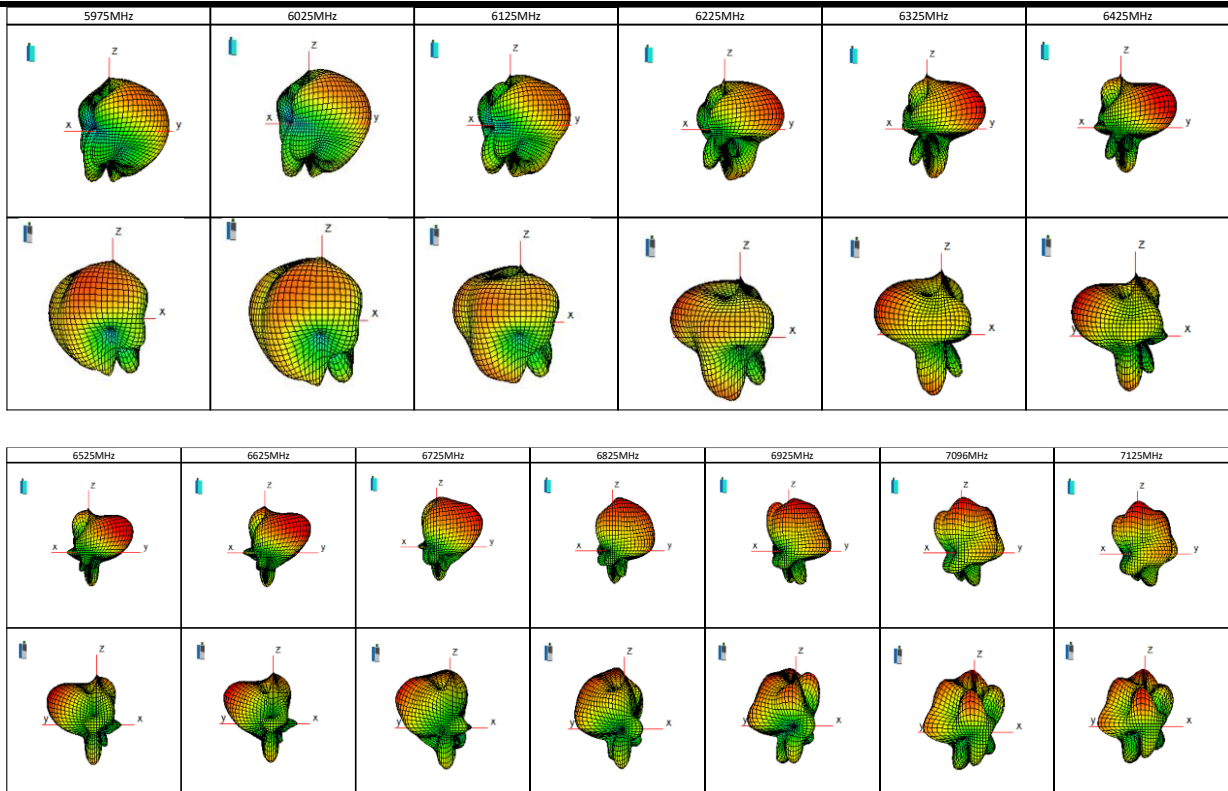 5975MHz 6025MHz 6125MHz 6225MHz 6325MHz 6425MHz
z z z z z z
x y x y x y x y x y x y
z z z z z z
x x x x x y x
6525MHz 6625MHz 6725MHz 6825MHz 6925MHz 7096MHz 7125MHz
z z z z z z z
x y x y x y x y x y x y x y
z z z z z z z
y x y x y x y x y x y x y x